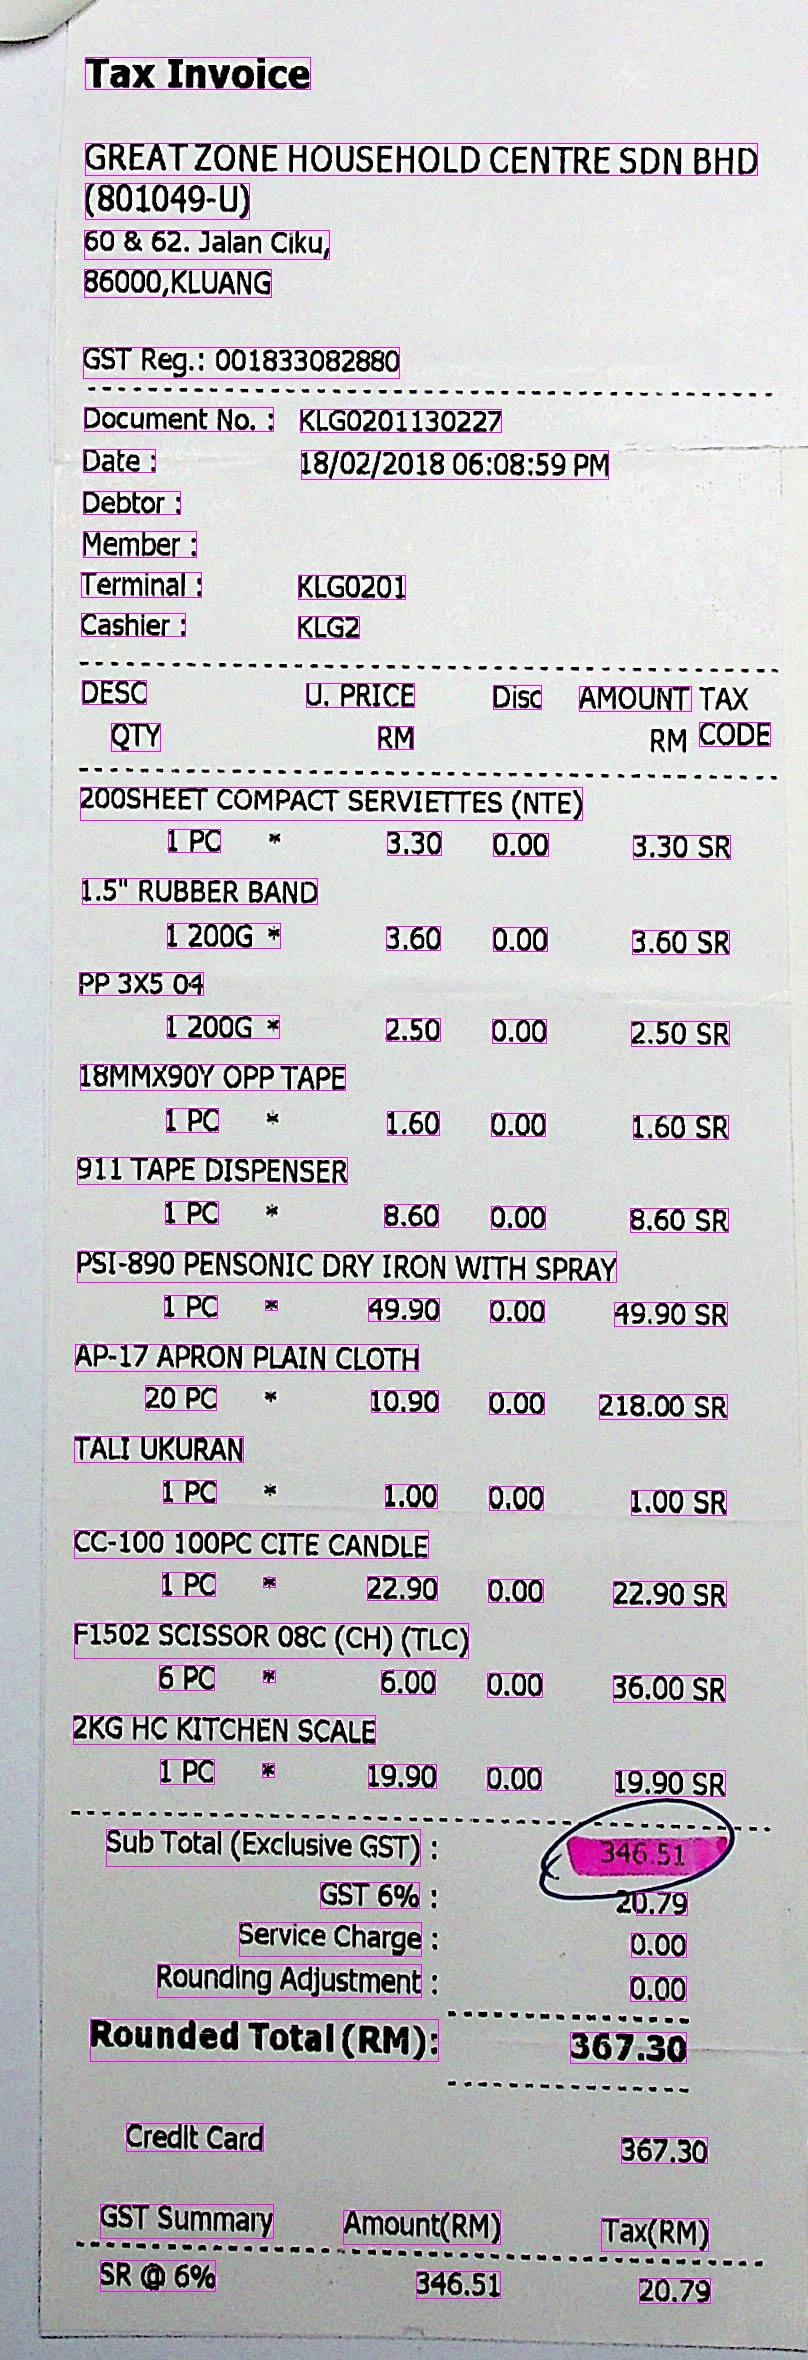 Tax Invoice
GREAT ZONE HOUSEHOLD CENTRE SDN BHD
(801049-U)
60 & 62. Jalan Ciku,
86000,KLUANG
GST Reg.: 001833082880
Document No. : KLG0201130227
Date : 18/02/2018 06:08:59 PM
Debtor :
Member :
Terminal : KLG0201
Cashier : KLG2
DESC U. PRICE Disc AMOUNT TAX
QTY RM RM CODE
200SHEET COMPACT SERVIETTES (NTE)
1 PC * 3.30 0.00 3.30 SR
1.5" RUBBER BAND
1 200G * 3.60 0.00 3.60 SR
PP 3X5 04
1 200G * 2.50 0.00 2.50 SR
18MMX90Y OPP TAPE
1 PC * 1.60 0.00 1.60 SR
911 TAPE DISPENSER
1 PC * 8.60 0.00 8.60 SR
PSI-890 PENSONIC DRY IRON WITH SPRAY
1 PC * 49.90 0.00 49.90 SR
AP-17 APRON PLAIN CLOTH
20 PC * 10.90 0.00 218.00 SR
TALI UKURAN
1 PC * 1.00 0.00 1.00 SR
CC-100 100PC CITE CANDLE
1 PC * 22.90 0.00 22.90 SR
F1502 SCISSOR 08C (CH) (TLC)
6 PC * 6.00 0.00 36.00 SR
2KG HC KITCHEN SCALE
1 PC * 19.90 0.00 19.90 SR
Sub Total (Exclusive GST) : 346.51
GST 6% : 20.79
Service Charge : 0.00
Rounding Adjustment : 0.00
Rounded Total (RM): 367.30
Credit Card 367.30
GST Summary Amount(RM) Tax(RM)
SR @ 6% 346.51 20.79